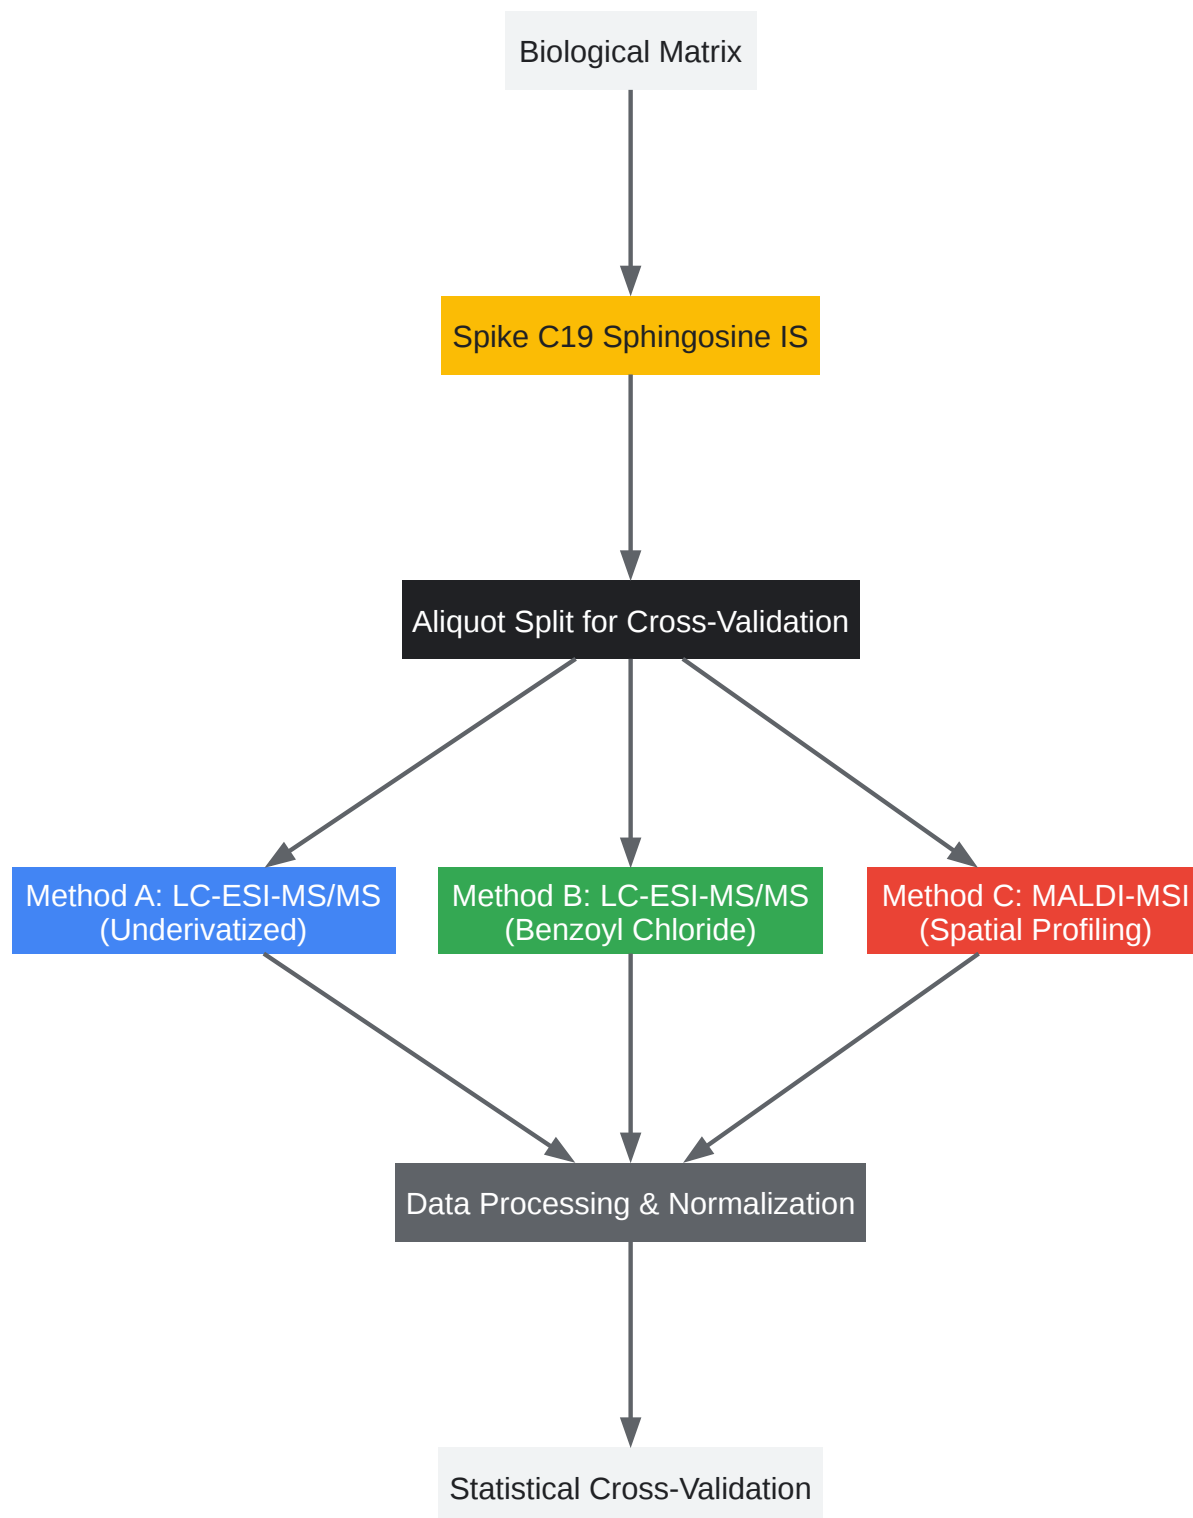 Biological Matrix
Spike C19 Sphingosine IS
Aliquot Split for Cross-Validation
Method A: LC-ESI-MS/MS
(Underivatized)
Method B: LC-ESI-MS/MS
(Benzoyl Chloride)
Method C: MALDI-MSI
(Spatial Profiling)
Data Processing & Normalization
Statistical Cross-Validation